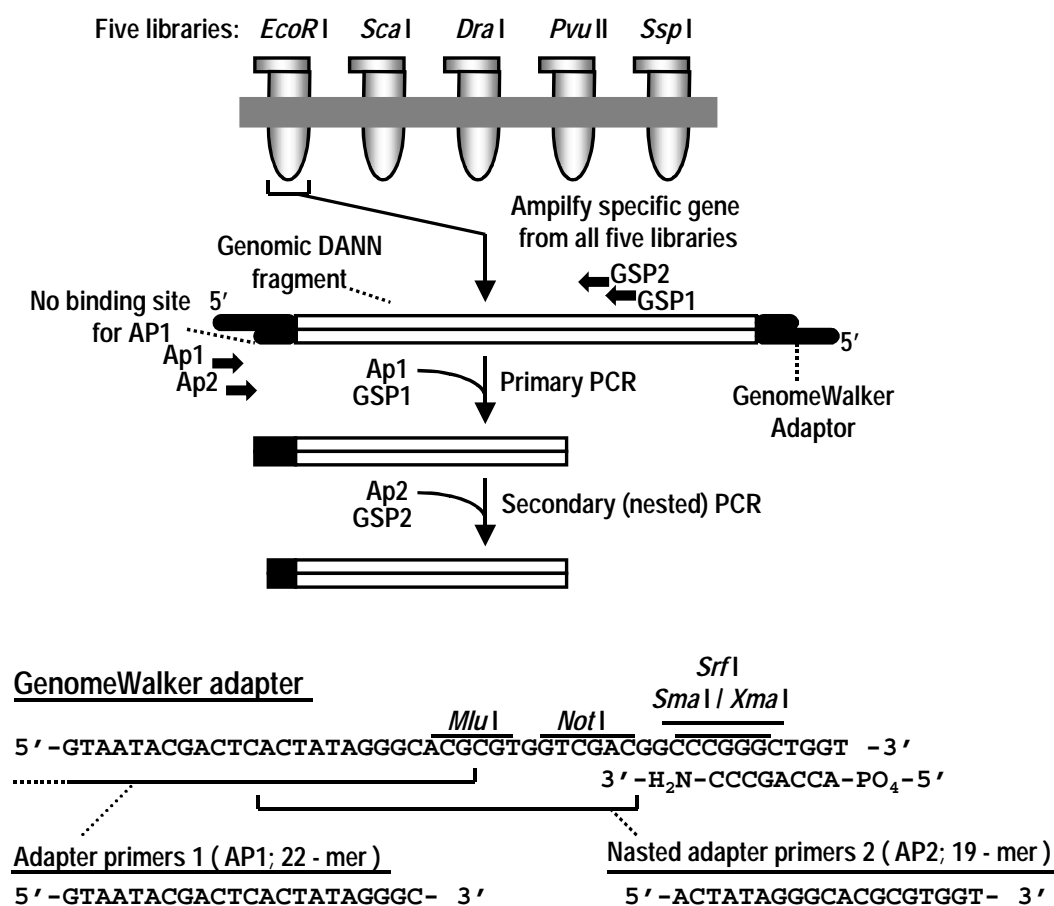 Five libraries: EcoR I Sca I Dra I Pvu II Ssp I
Ampilfy specific gene
from all five libraries
Genomic DANN
fragment
GSP2
GSP1
No binding site
for AP1
5′
5′
Ap1
Ap2
Ap1
GSP1
Primary PCR
GenomeWalker
Adaptor
Ap2
GSP2
Secondary (nested) PCR
GenomeWalker adapter
Srf I
Sma I / Xma I
Mlu I
Not I
5′-GTAATACGACTCACTATAGGGCACGCGTGGTCGACGGCCCGGGCTGGT -3′
3′-H2N-CCCGACCA-PO4-5′
Adapter primers 1 ( AP1; 22 - mer )
Nasted adapter primers 2 ( AP2; 19 - mer )
5′-GTAATACGACTCACTATAGGGC- 3′
5′-ACTATAGGGCACGCGTGGT- 3′